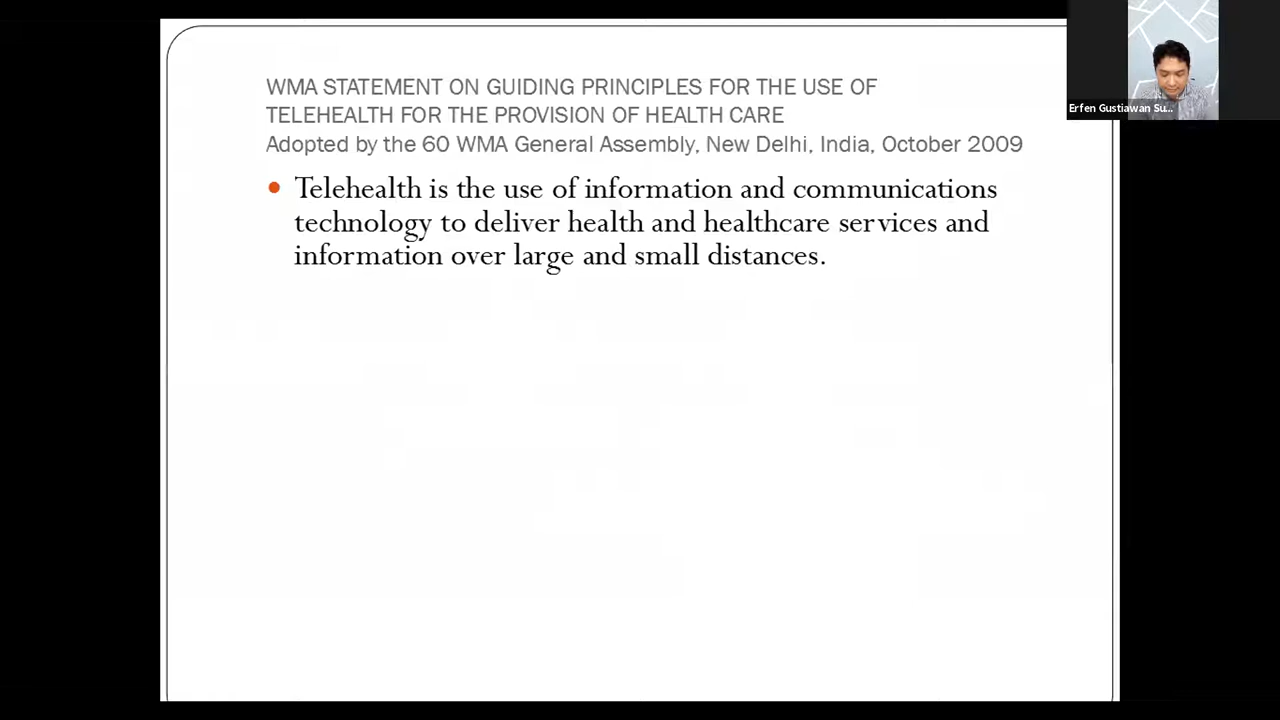 WMA STATEMENT ON GUIDING PRINCIPLES FOR THE USE OF
TELEHEALTH FOR THE PROVISION OF HEALTH CARE
Adopted by the 60 WMA General Assembly, New Delhi, India, October 2009
• Telehealth is the use of information and communications
technology to deliver health and healthcare services and
information over large and small distances.
Erfen Gustiawan Su...